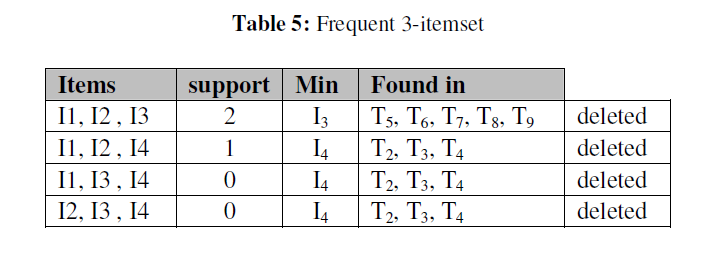 Table 5: Frequent 3-itemset
Items support Min Found in
I1, I2 , I3 2 I₃ T₅, T₆, T₇, T₈, T₉ deleted
I1, I2 , I4 1 I₄ T₂, T₃, T₄ deleted
I1, I3 , I4 0 I₄ T₂, T₃, T₄ deleted
I2, I3 , I4 0 I₄ T₂, T₃, T₄ deleted